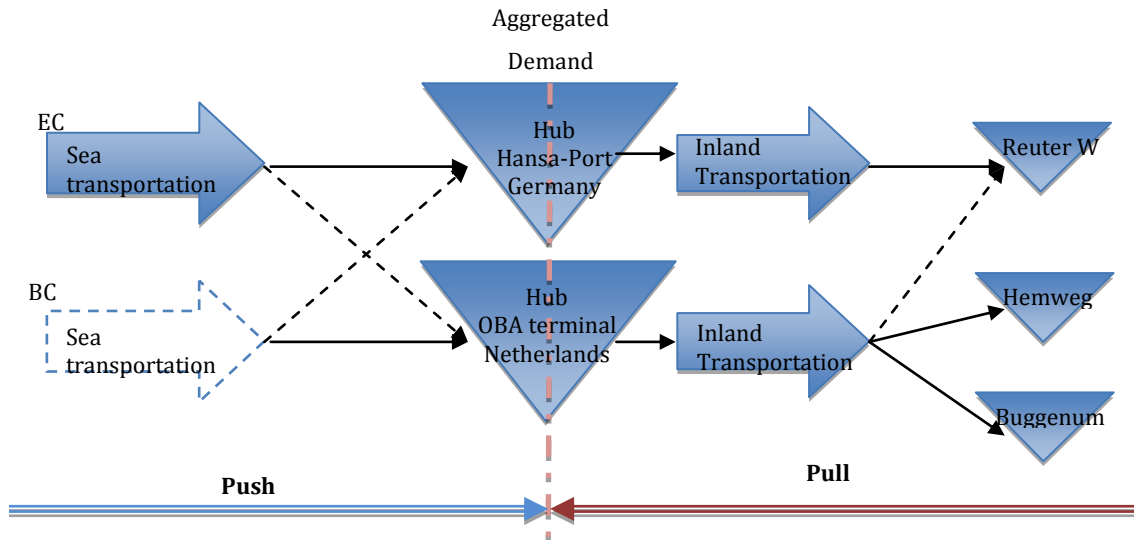 Aggregated
Demand
EC
Sea
transportation
Hub
Hansa-Port
Germany
Inland
Transportation
Reuter W
BC
Sea
transportation
Hub
OBA terminal
Netherlands
Inland
Transportation
Hemweg
Buggenum
Push
Pull